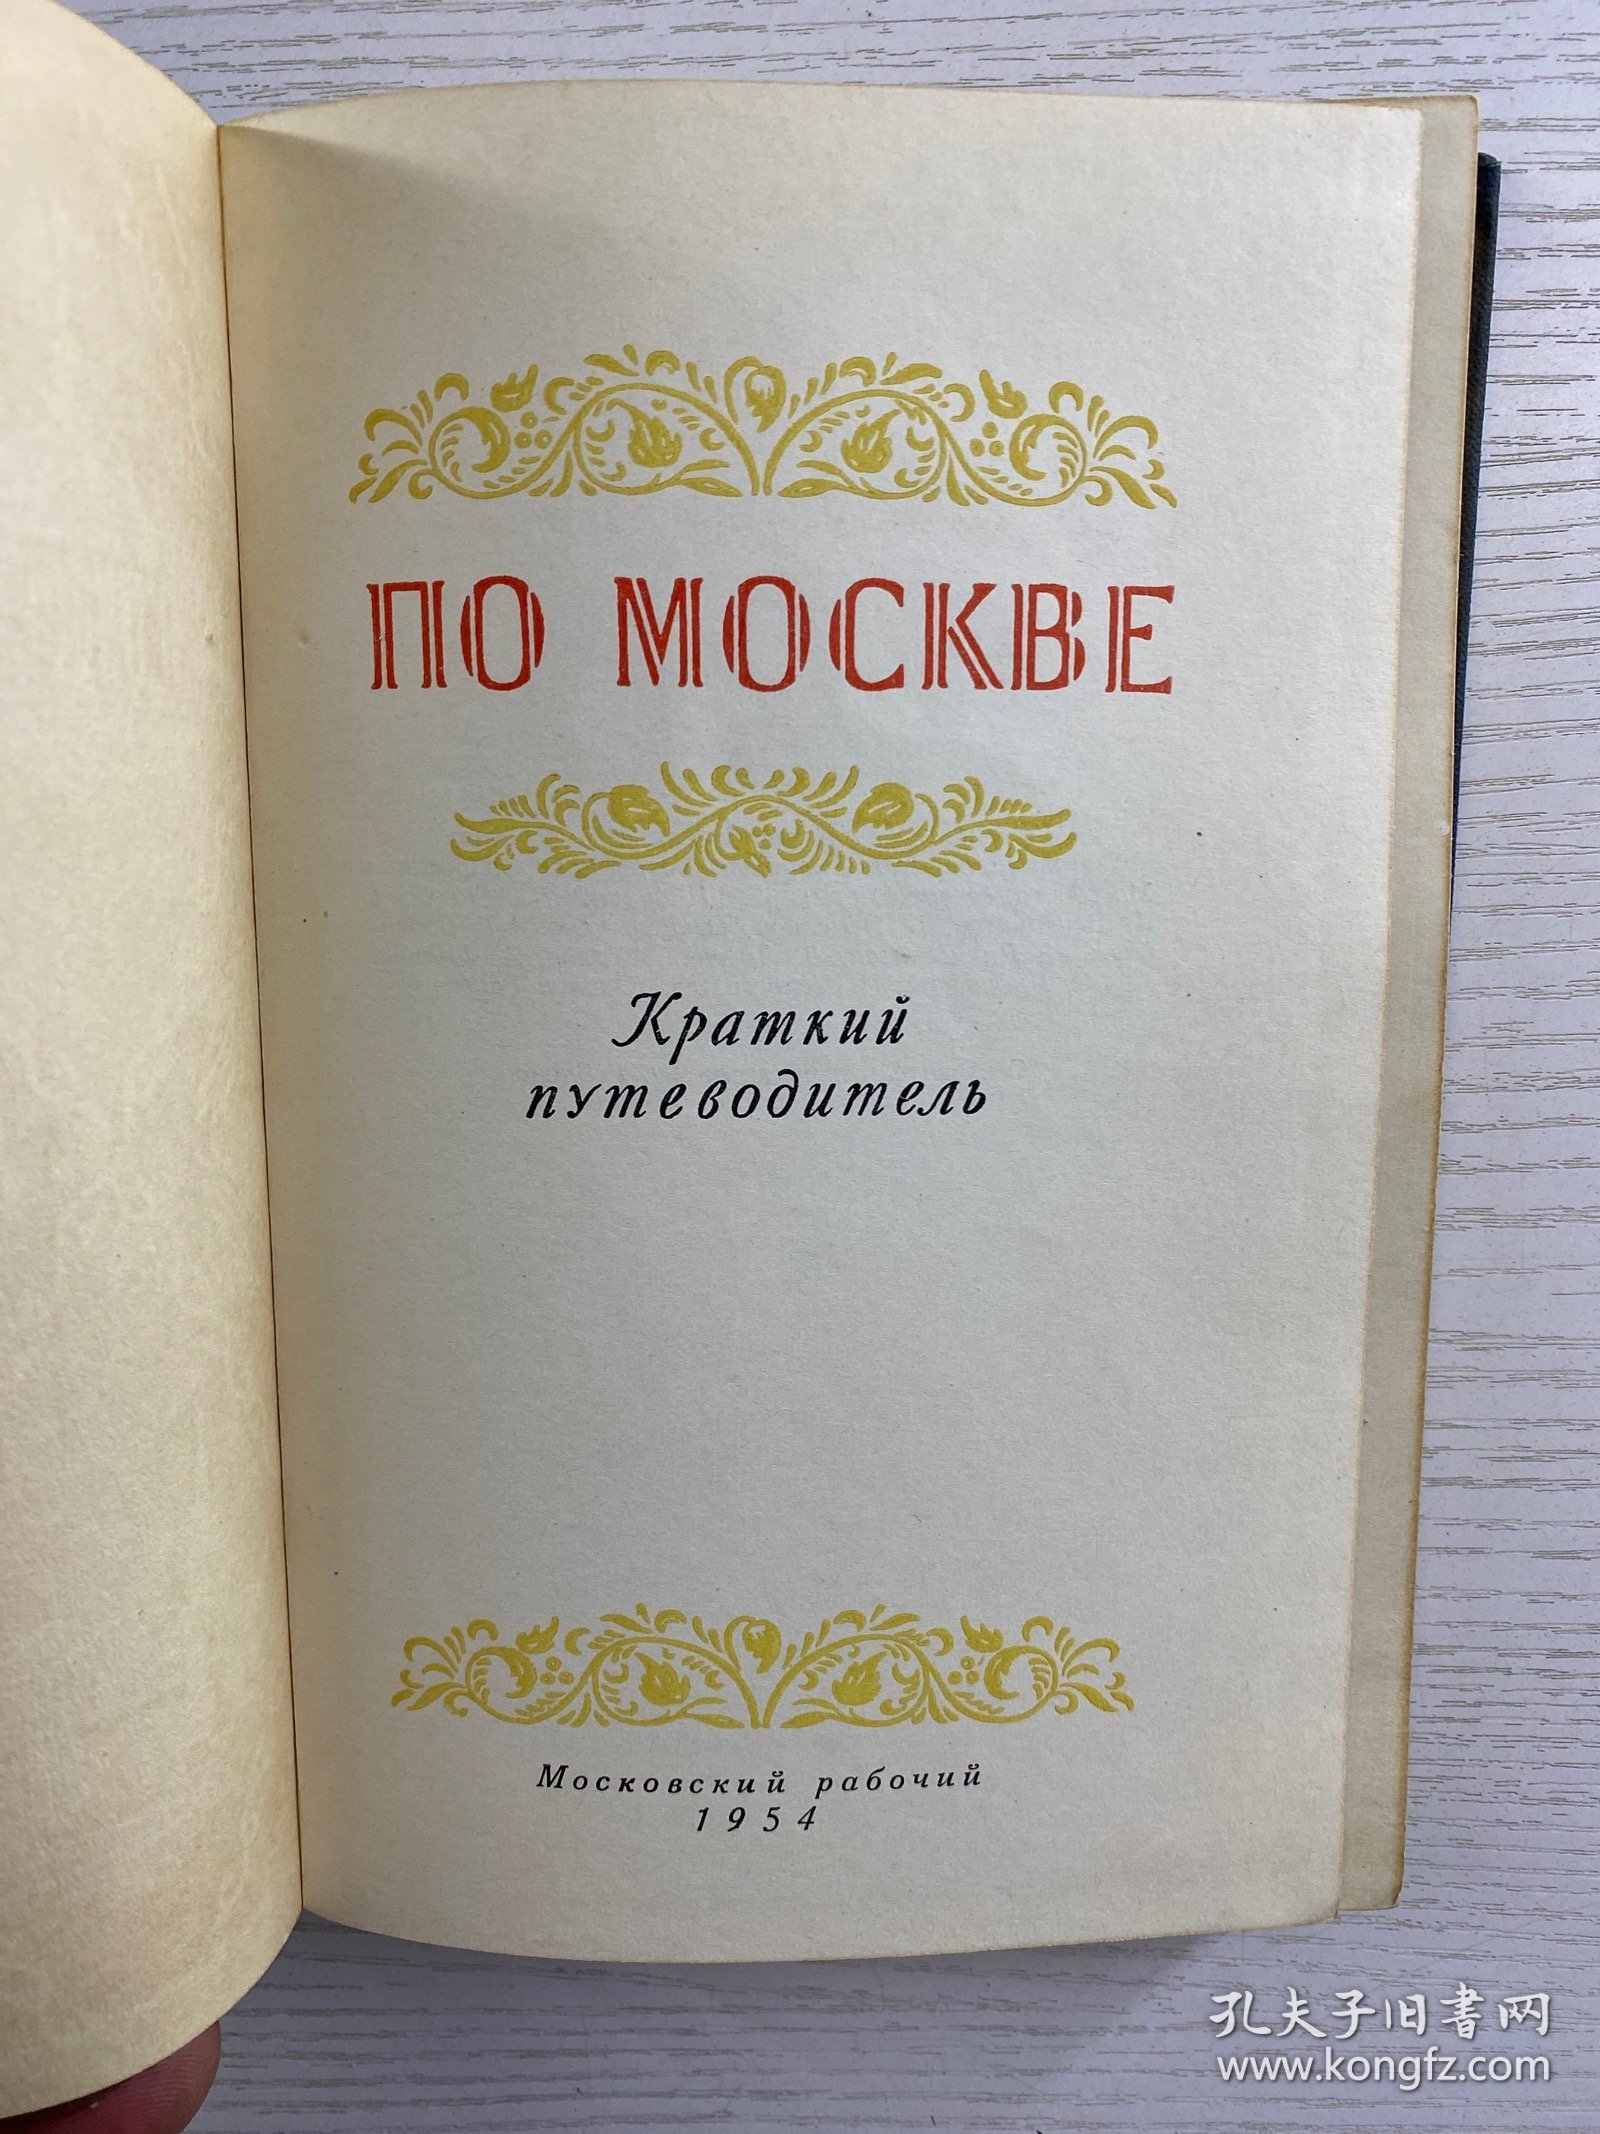 ПО МОСКВЕ
Краткий
путеводитель
Московский рабочий
1954
孔夫子旧书网
www.kongfz.com